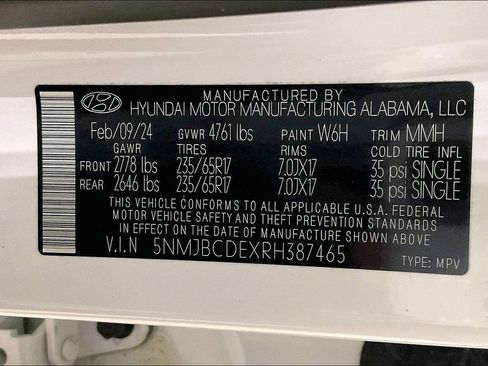 MANUFACTURED BY
HYUNDAI MOTOR MANUFACTURING ALABAMA, LLC
Feb/09/24 GVWR 4761 lbs PAINT W6H TRIM MMH
GAWR TIRES RIMS COLD TIRE INFL
FRONT 2778 lbs 235/65R17 7.0JX17 35 psi SINGLE
REAR 2646 lbs 235/65R17 7.0JX17 35 psi SINGLE
THIS VEHICLE CONFORMS TO ALL APPLICABLE U.S.A. FEDERAL
MOTOR VEHICLE SAFETY AND THEFT PREVENTION STANDARDS
IN EFFECT ON THE DATE OF MANUFACTURE SHOWN ABOVE
V.I.N 5NMJBCDEXRH387465
TYPE: MPV